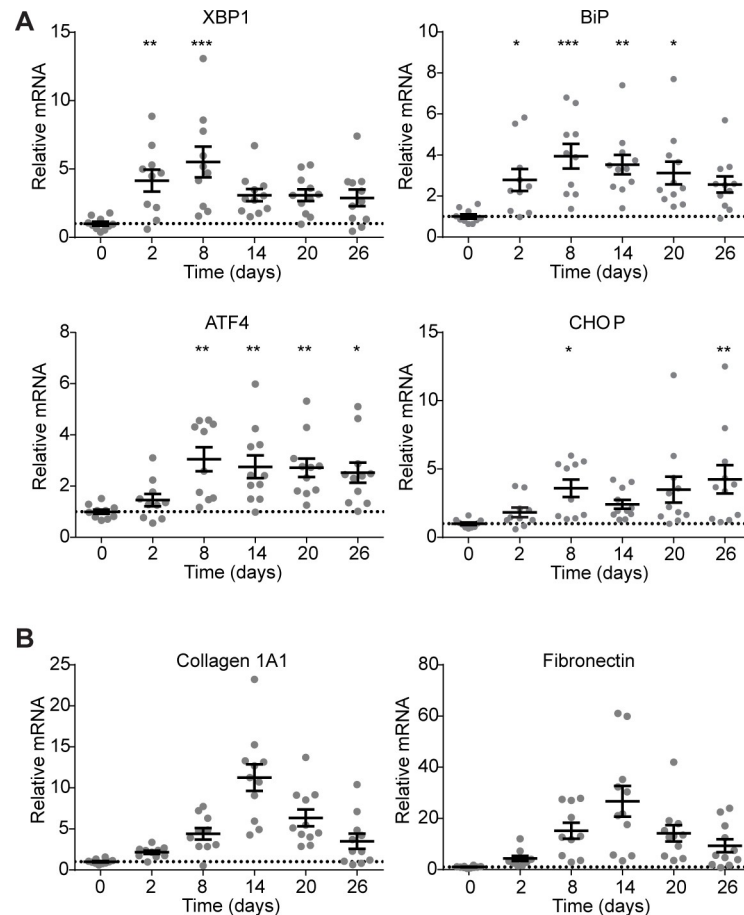 A
XBP1
Relative mRNA
15
10
5
0
** ***
0 2 8 14 20 26
Time (days)
BiP
Relative mRNA
10
8
6
4
2
0
* *** ** *
0 2 8 14 20 26
Time (days)
ATF4
Relative mRNA
8
6
4
2
0
** ** ** *
0 2 8 14 20 26
Time (days)
CHOP
Relative mRNA
15
10
5
0
* **
0 2 8 14 20 26
Time (days)
B
Collagen 1A1
Relative mRNA
25
20
15
10
5
0
0 2 8 14 20 26
Time (days)
Fibronectin
Relative mRNA
80
60
40
20
0
0 2 8 14 20 26
Time (days)